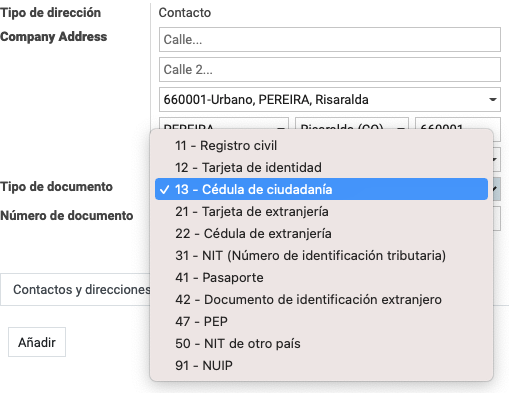 Tipo de dirección
Contacto
Company Address
Calle...
Calle 2...
660001-Urbano, PEREIRA, Risaralda
PEREIRA
Risaralda (CO)
660001
Tipo de documento
11 - Registro civil
12 - Tarjeta de identidad
✓ 13 - Cédula de ciudadanía
21 - Tarjeta de extranjería
22 - Cédula de extranjería
31 - NIT (Número de identificación tributaria)
41 - Pasaporte
42 - Documento de identificación extranjero
47 - PEP
50 - NIT de otro país
91 - NUIP
Número de documento
Contactos y direcciones
Añadir